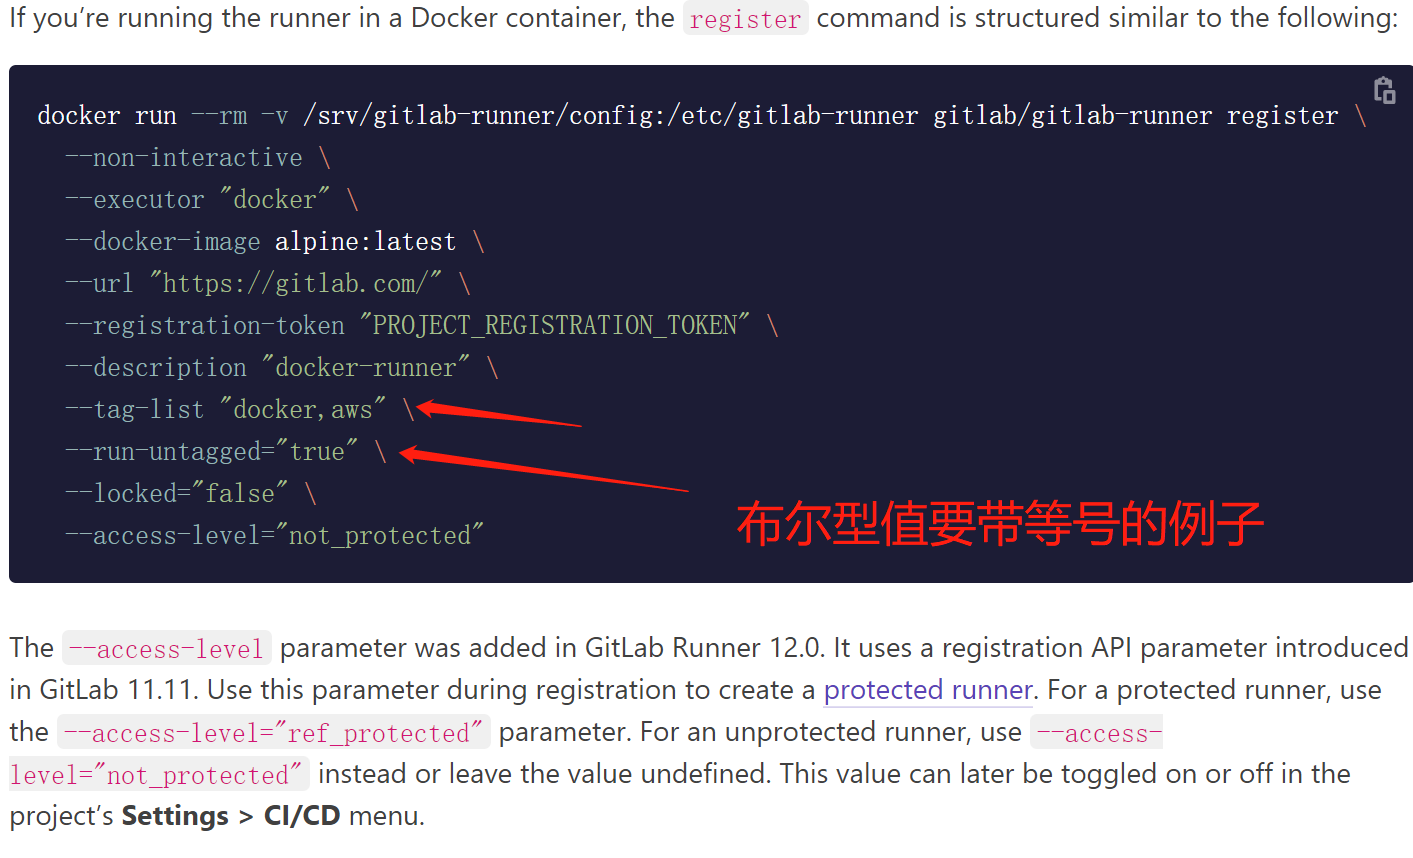 If you’re running the runner in a Docker container, the register command is structured similar to the following:
docker run --rm -v /srv/gitlab-runner/config:/etc/gitlab-runner gitlab/gitlab-runner register \
--non-interactive \
--executor "docker" \
--docker-image alpine:latest \
--url "https://gitlab.com/" \
--registration-token "PROJECT_REGISTRATION_TOKEN" \
--description "docker-runner" \
--tag-list "docker,aws" \
--run-untagged="true" \
--locked="false" \
--access-level="not_protected"
布尔型值要带等号的例子
The --access-level parameter was added in GitLab Runner 12.0. It uses a registration API parameter introduced
in GitLab 11.11. Use this parameter during registration to create a protected runner. For a protected runner, use
the --access-level="ref_protected" parameter. For an unprotected runner, use --access-
level="not_protected" instead or leave the value undefined. This value can later be toggled on or off in the
project’s Settings > CI/CD menu.